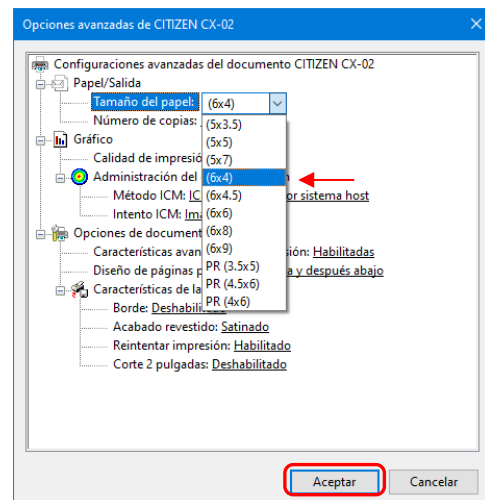 Opciones avanzadas de CITIZEN CX-02
Configuraciones avanzadas del documento CITIZEN CX-02
Papel/Salida
Tamaño del papel: (6x4)
Número de copias:
(5x3.5)
(5x5)
(5x7)
(6x4)
(6x4.5)
(6x6)
(6x8)
(6x9)
PR (3.5x5)
PR (4.5x6)
PR (4x6)
Gráfico
Calidad de impresió
Administración del
Método ICM: IC or sistema host
Intento ICM: Im
Opciones de document
Características avan sión: Habilitadas
Diseño de páginas p a y después abajo
Características de la
Borde: Deshabili
Acabado revestido: Satinado
Reintentar impresión: Habilitado
Corte 2 pulgadas: Deshabilitado
Aceptar Cancelar